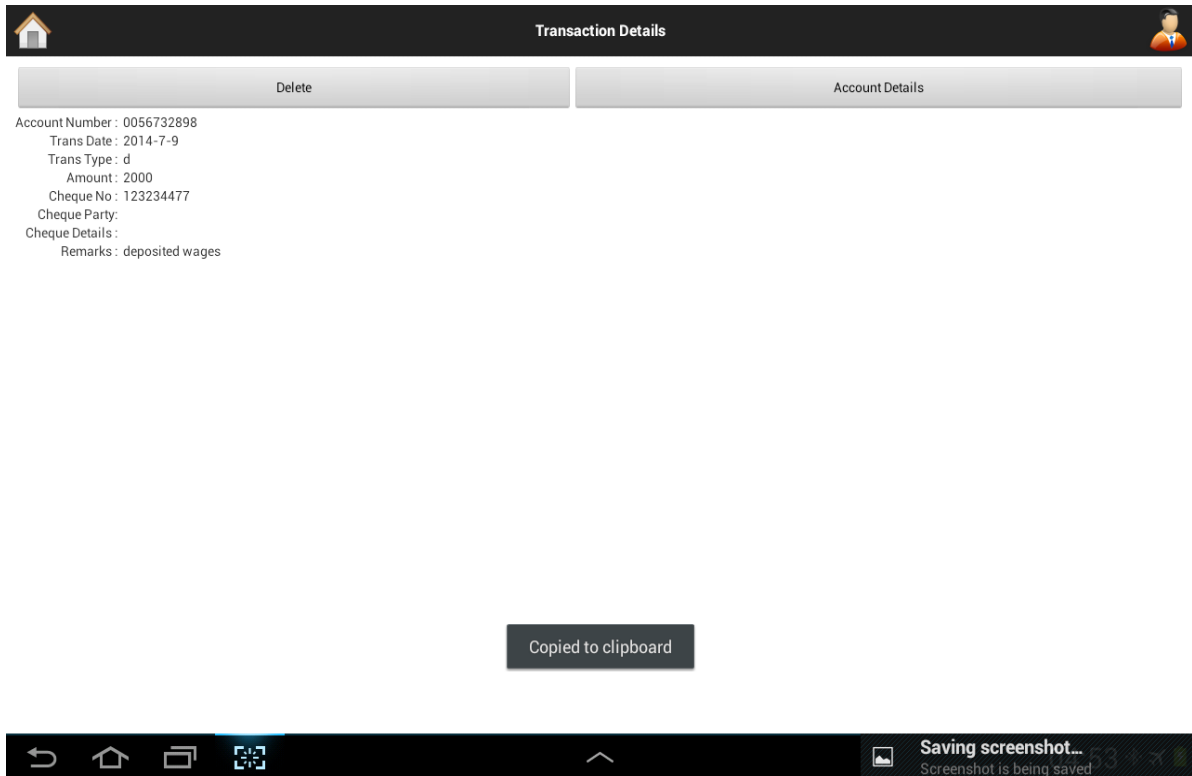 Transaction Details
Delete
Account Details
Account Number : 0056732898
Trans Date : 2014-7-9
Trans Type : d
Amount : 2000
Cheque No : 123234477
Cheque Party:
Cheque Details :
Remarks : deposited wages
Copied to clipboard
Saving screenshot...
Screenshot is being saved